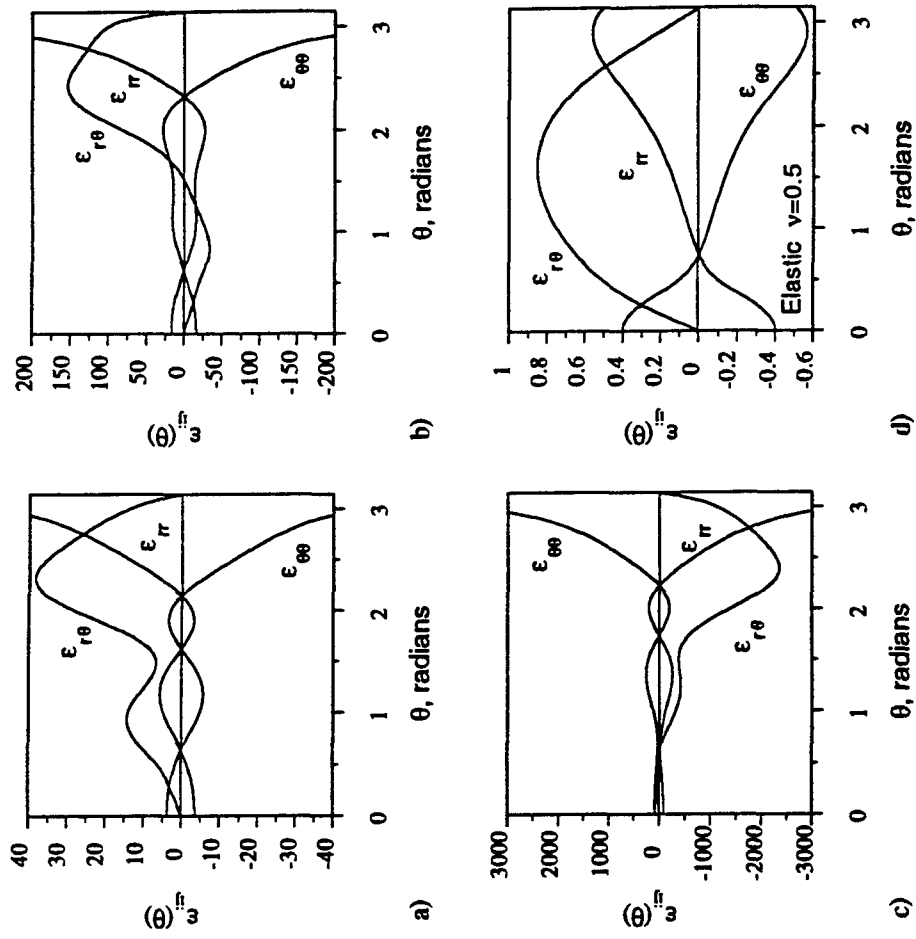 40
30
20
10
0
-10
-20
-30
-40
ε_ij(θ)
ε_rθ
ε_rr
ε_θθ
0 1 2 3
θ, radians
a)
200
150
100
50
0
-50
-100
-150
-200
ε_ij(θ)
ε_rθ
ε_rr
ε_θθ
0 1 2 3
θ, radians
b)
3000
2000
1000
0
-1000
-2000
-3000
ε_ij(θ)
ε_θθ
ε_rr
ε_rθ
0 1 2 3
θ, radians
c)
1
0.8
0.6
0.4
0.2
0
-0.2
-0.4
-0.6
ε_ij(θ)
ε_rθ
ε_rr
ε_θθ
Elastic ν=0.5
0 1 2 3
θ, radians
d)